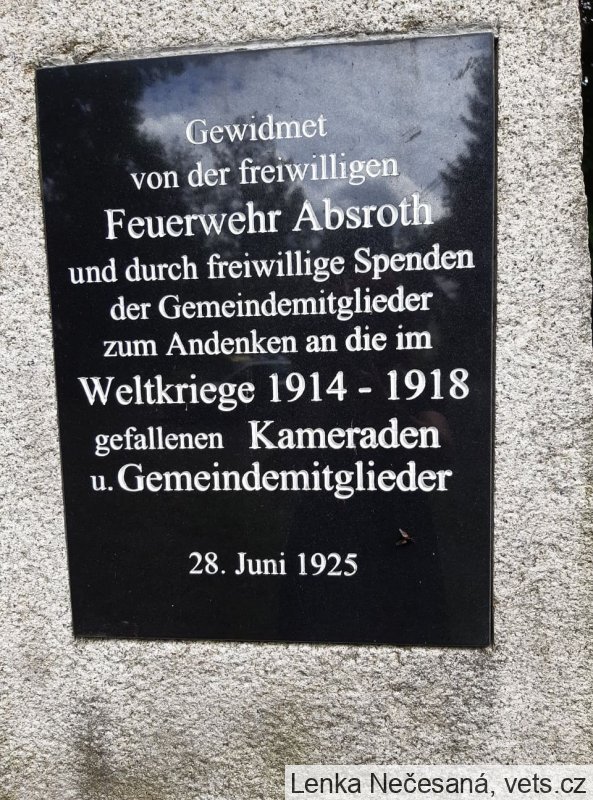 Gewidmet
von der freiwilligen
Feuerwehr Absroth
und durch freiwillige Spenden
der Gemeindemitglieder
zum Andenken an die im
Weltkriege 1914 - 1918
gefallenen Kameraden
u. Gemeindemitglieder
28. Juni 1925
Lenka Nečesaná, vets.cz